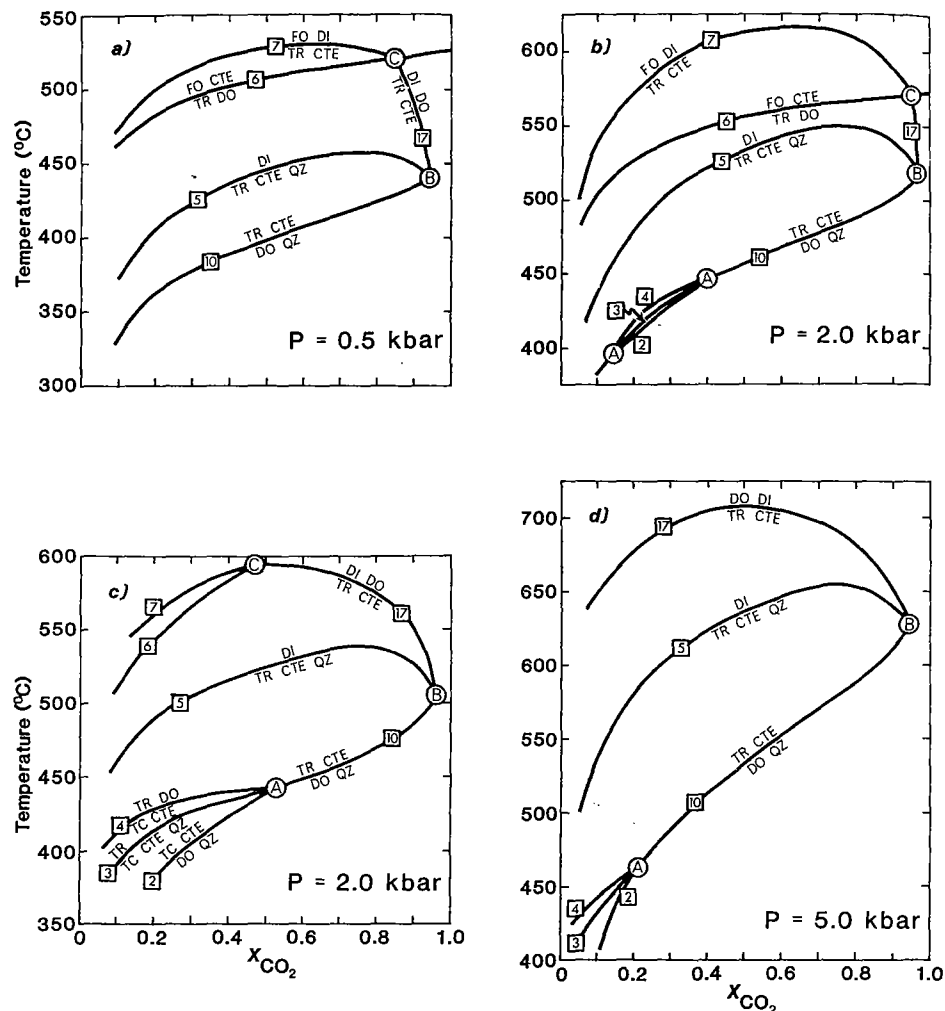 a)
Temperature (°C)
550
500
450
400
350
300
7
FO DI
TR CTE
C
6
FO CTE
TR DO
DI DO
TR CTE
17
B
5
DI
TR CTE QZ
10
TR CTE
DO QZ
P = 0.5 kbar
b)
600
550
500
450
400
7
FO DI
TR CTE
C
6
FO CTE
TR DO
17
B
5
DI
TR CTE QZ
10
TR CTE
DO QZ
A
4
3
2
A
P = 2.0 kbar
c)
Temperature (°C)
600
550
500
450
400
350
C
7
6
DI DO
TR CTE
17
B
5
DI
TR CTE QZ
10
TR CTE
DO QZ
A
TR DO
TC CTE
4
TR
TC CTE QZ
3
TC CTE
DO QZ
2
P = 2.0 kbar
0 0.2 0.4 0.6 0.8 1.0
XCO2
d)
700
650
600
550
500
450
400
DO DI
TR CTE
17
DI
TR CTE QZ
5
B
TR CTE
DO QZ
10
A
4
2
3
P = 5.0 kbar
0 0.2 0.4 0.6 0.8 1.0
XCO2